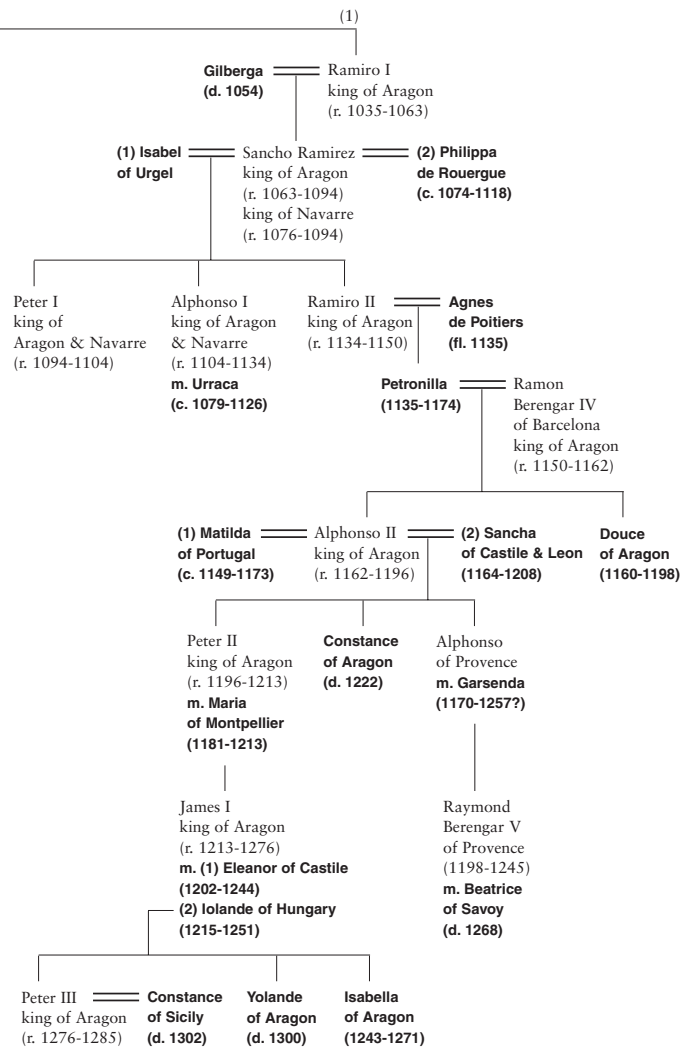 (1)
Gilberga
(d. 1054)
Ramiro I
king of Aragon
(r. 1035-1063)
(1) Isabel
of Urgel
Sancho Ramirez
king of Aragon
(r. 1063-1094)
king of Navarre
(r. 1076-1094)
(2) Philippa
de Rouergue
(c. 1074-1118)
Peter I
king of
Aragon & Navarre
(r. 1094-1104)
Alphonso I
king of Aragon
& Navarre
(r. 1104-1134)
m. Urraca
(c. 1079-1126)
Ramiro II
king of Aragon
(r. 1134-1150)
Agnes
de Poitiers
(fl. 1135)
Petronilla
(1135-1174)
Ramon
Berengar IV
of Barcelona
king of Aragon
(r. 1150-1162)
(1) Matilda
of Portugal
(c. 1149-1173)
Alphonso II
king of Aragon
(r. 1162-1196)
(2) Sancha
of Castile & Leon
(1164-1208)
Douce
of Aragon
(1160-1198)
Peter II
king of Aragon
(r. 1196-1213)
m. Maria
of Montpellier
(1181-1213)
Constance
of Aragon
(d. 1222)
Alphonso
of Provence
m. Garsenda
(1170-1257?)
James I
king of Aragon
(r. 1213-1276)
m. (1) Eleanor of Castile
(1202-1244)
(2) Iolande of Hungary
(1215-1251)
Raymond
Berengar V
of Provence
(1198-1245)
m. Beatrice
of Savoy
(d. 1268)
Peter III
king of Aragon
(r. 1276-1285)
Constance
of Sicily
(d. 1302)
Yolande
of Aragon
(d. 1300)
Isabella
of Aragon
(1243-1271)